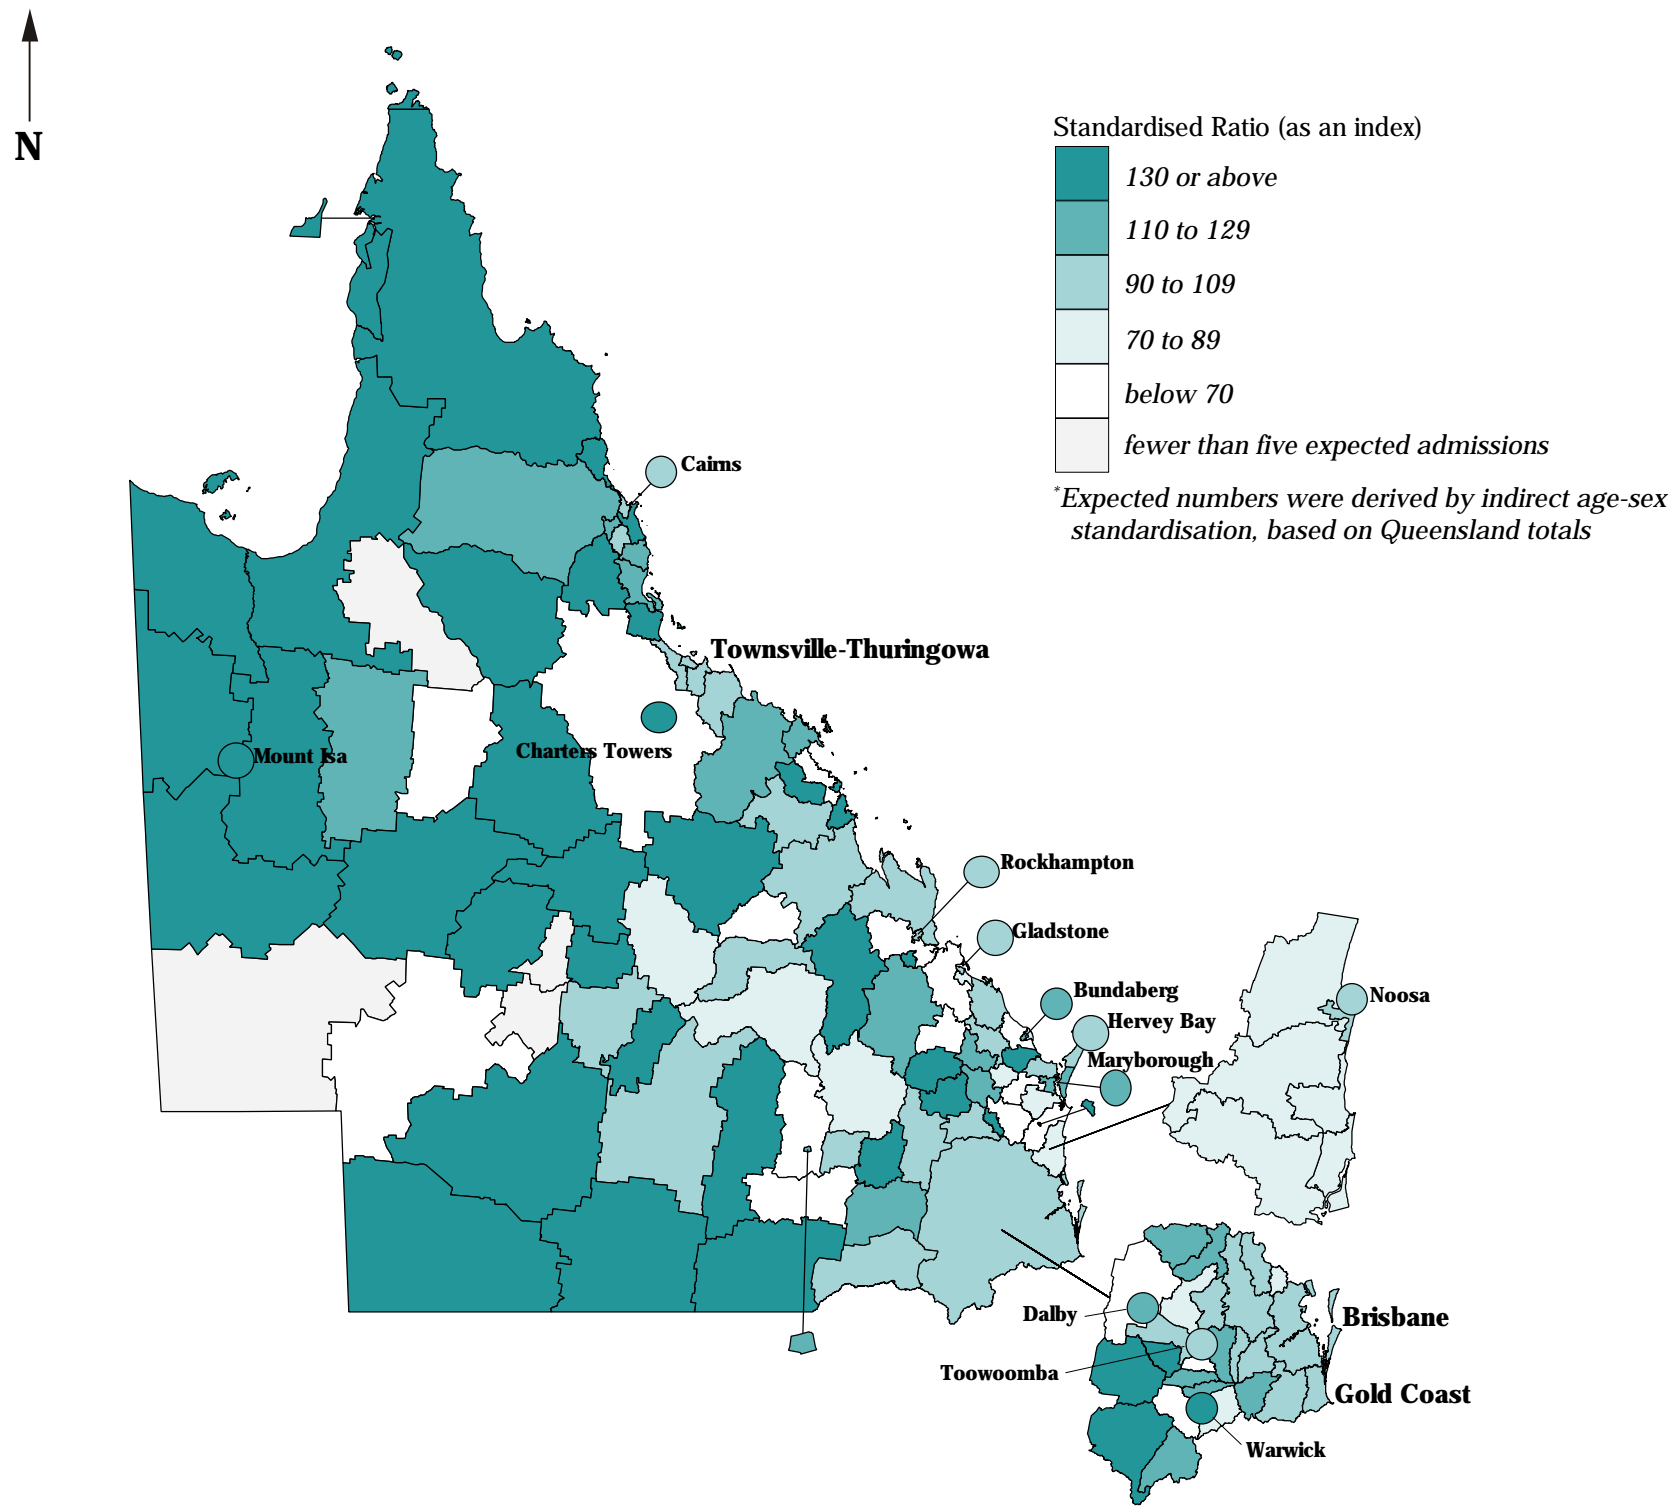 N
Standardised Ratio (as an index)
130 or above
110 to 129
90 to 109
70 to 89
below 70
fewer than five expected admissions
*Expected numbers were derived by indirect age-sex
standardisation, based on Queensland totals
Cairns
Townsville-Thuringowa
Charters Towers
Mount Isa
Rockhampton
Gladstone
Bundaberg
Noosa
Hervey Bay
Maryborough
Dalby
Brisbane
Toowoomba
Gold Coast
Warwick